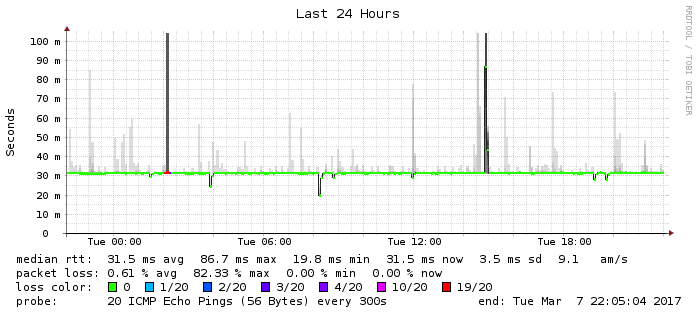 Last 24 Hours
RRDTOOL / TOBI OETIKER
Seconds
100 m
90 m
80 m
70 m
60 m
50 m
40 m
30 m
20 m
10 m
0
Tue 00:00 Tue 06:00 Tue 12:00 Tue 18:00
median rtt: 31.5 ms avg 86.7 ms max 19.8 ms min 31.5 ms now 3.5 ms sd 9.1 am/s
packet loss: 0.61 % avg 82.33 % max 0.00 % min 0.00 % now
loss color: 0 1/20 2/20 3/20 4/20 10/20 19/20
probe: 20 ICMP Echo Pings (56 Bytes) every 300s end: Tue Mar 7 22:05:04 2017